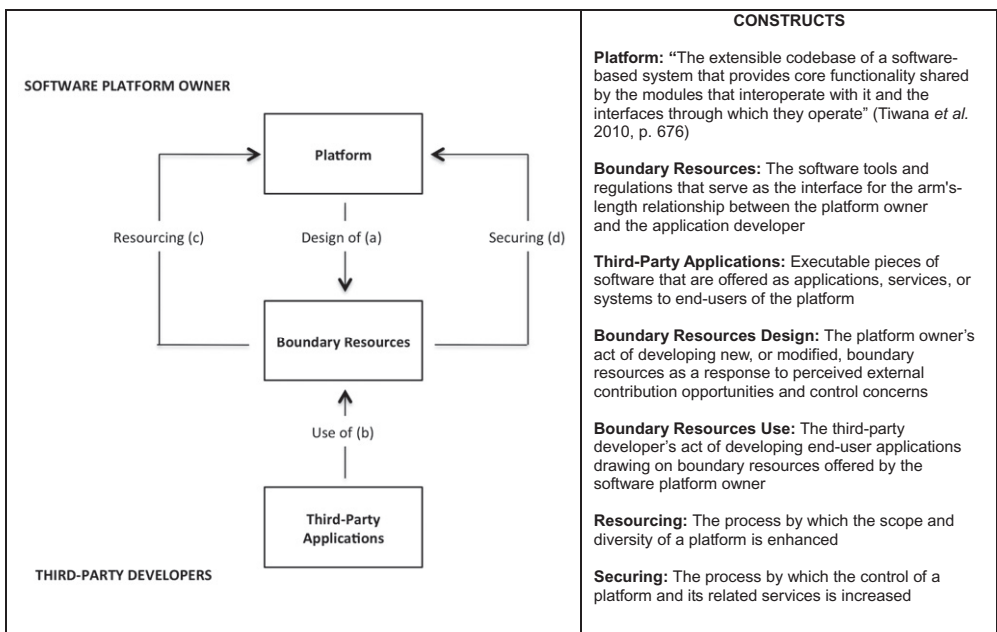 SOFTWARE PLATFORM OWNER
Platform
Resourcing (c)
Design of (a)
Securing (d)
Boundary Resources
Use of (b)
Third-Party
Applications
THIRD-PARTY DEVELOPERS
CONSTRUCTS
Platform: “The extensible codebase of a software-
based system that provides core functionality shared
by the modules that interoperate with it and the
interfaces through which they operate” (Tiwana et al.
2010, p. 676)
Boundary Resources: The software tools and
regulations that serve as the interface for the arm's-
length relationship between the platform owner
and the application developer
Third-Party Applications: Executable pieces of
software that are offered as applications, services, or
systems to end-users of the platform
Boundary Resources Design: The platform owner’s
act of developing new, or modified, boundary
resources as a response to perceived external
contribution opportunities and control concerns
Boundary Resources Use: The third-party
developer’s act of developing end-user applications
drawing on boundary resources offered by the
software platform owner
Resourcing: The process by which the scope and
diversity of a platform is enhanced
Securing: The process by which the control of a
platform and its related services is increased